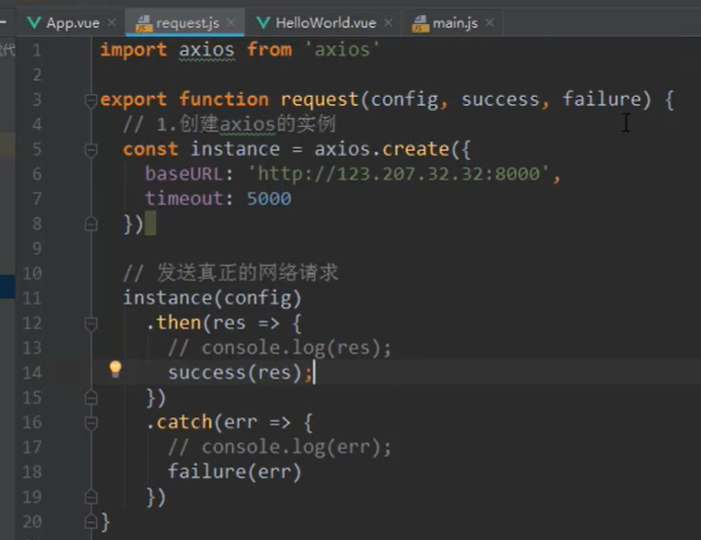 App.vue request.js HelloWorld.vue main.js
1 import axios from 'axios'
2
3 export function request(config, success, failure) {
4 // 1.创建axios的实例
5 const instance = axios.create({
6 baseURL: 'http://123.207.32.32:8000',
7 timeout: 5000
8 })
9
10 // 发送真正的网络请求
11 instance(config)
12 .then(res => {
13 // console.log(res);
14 success(res);
15 })
16 .catch(err => {
17 // console.log(err);
18 failure(err)
19 })
20 }